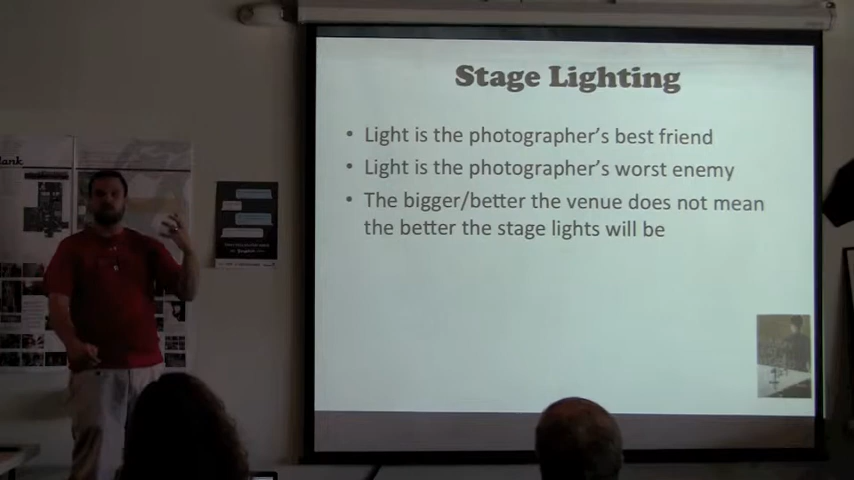 Stage Lighting
• Light is the photographer's best friend
• Light is the photographer's worst enemy
• The bigger/better the venue does not mean
the better the stage lights will be